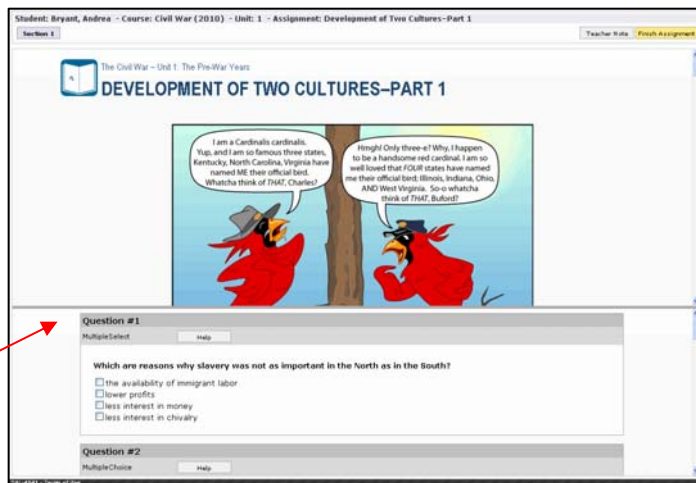 Student: Bryant, Andrea - Course: Civil War (2010) - Unit: 1 - Assignment: Development of Two Cultures-Part 1
Section 1
Teacher Note
Finish Assignment
The Civil War – Unit 1: The Pre-War Years
DEVELOPMENT OF TWO CULTURES–PART 1
I am a Cardinalis cardinalis.
Yup, and I am so famous three states,
Kentucky, North Carolina, Virginia have
named ME their official bird.
Whatcha think of THAT, Charles?
Hmgh! Only three-e? Why, I happen
to be a handsome red cardinal. I am so
well loved that FOUR states have named
me their official bird; Illinois, Indiana, Ohio,
AND West Virginia. So-o whatcha
think of THAT, Buford?
Question #1
MultipleSelect
Help
Which are reasons why slavery was not as important in the North as in the South?
the availability of immigrant labor
lower profits
less interest in money
less interest in chivalry
Question #2
MultipleChoice
Help